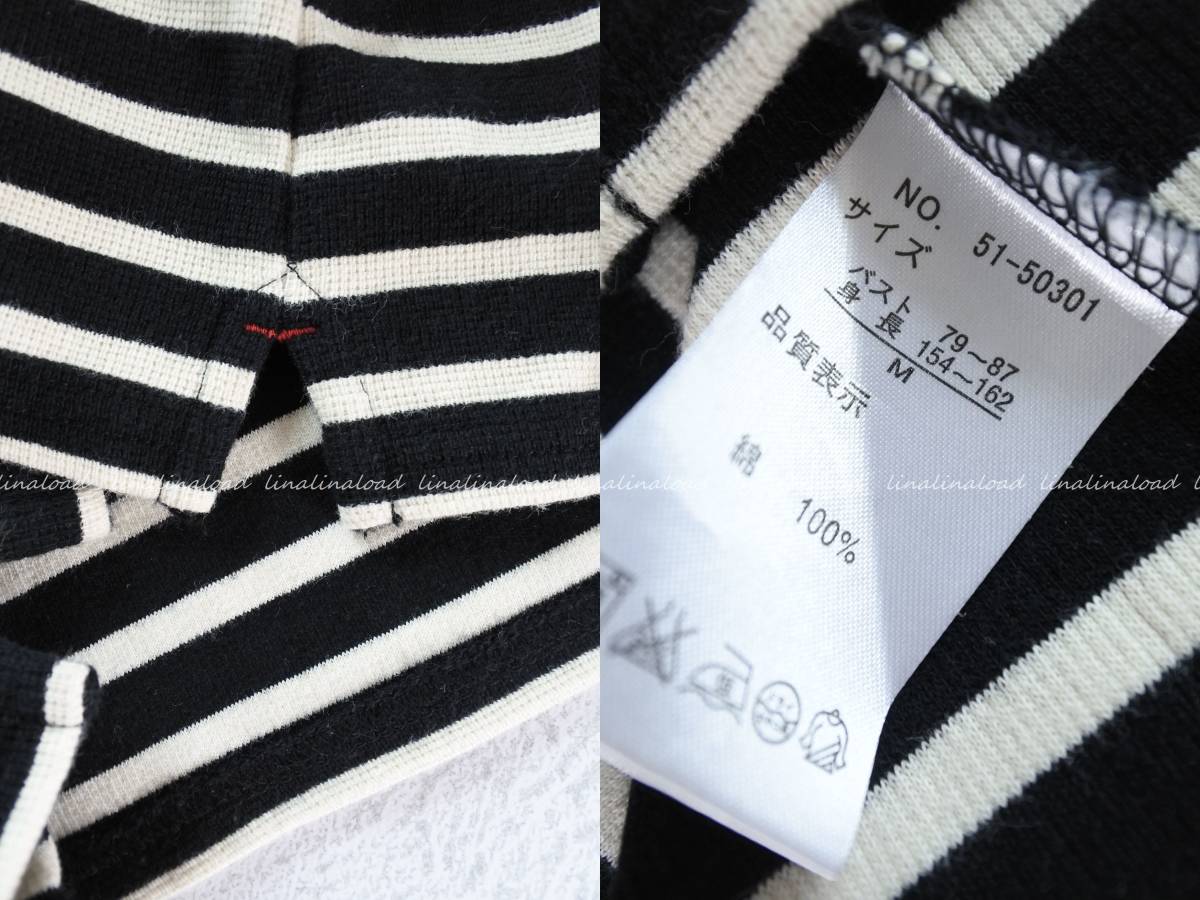 NO. 51-50301
サイズ
バスト 79~87
身長 154~162
M
品質表示
綿 100%
linalinaload linalinaload linalinaload linalinaload linalinaload linalinaload